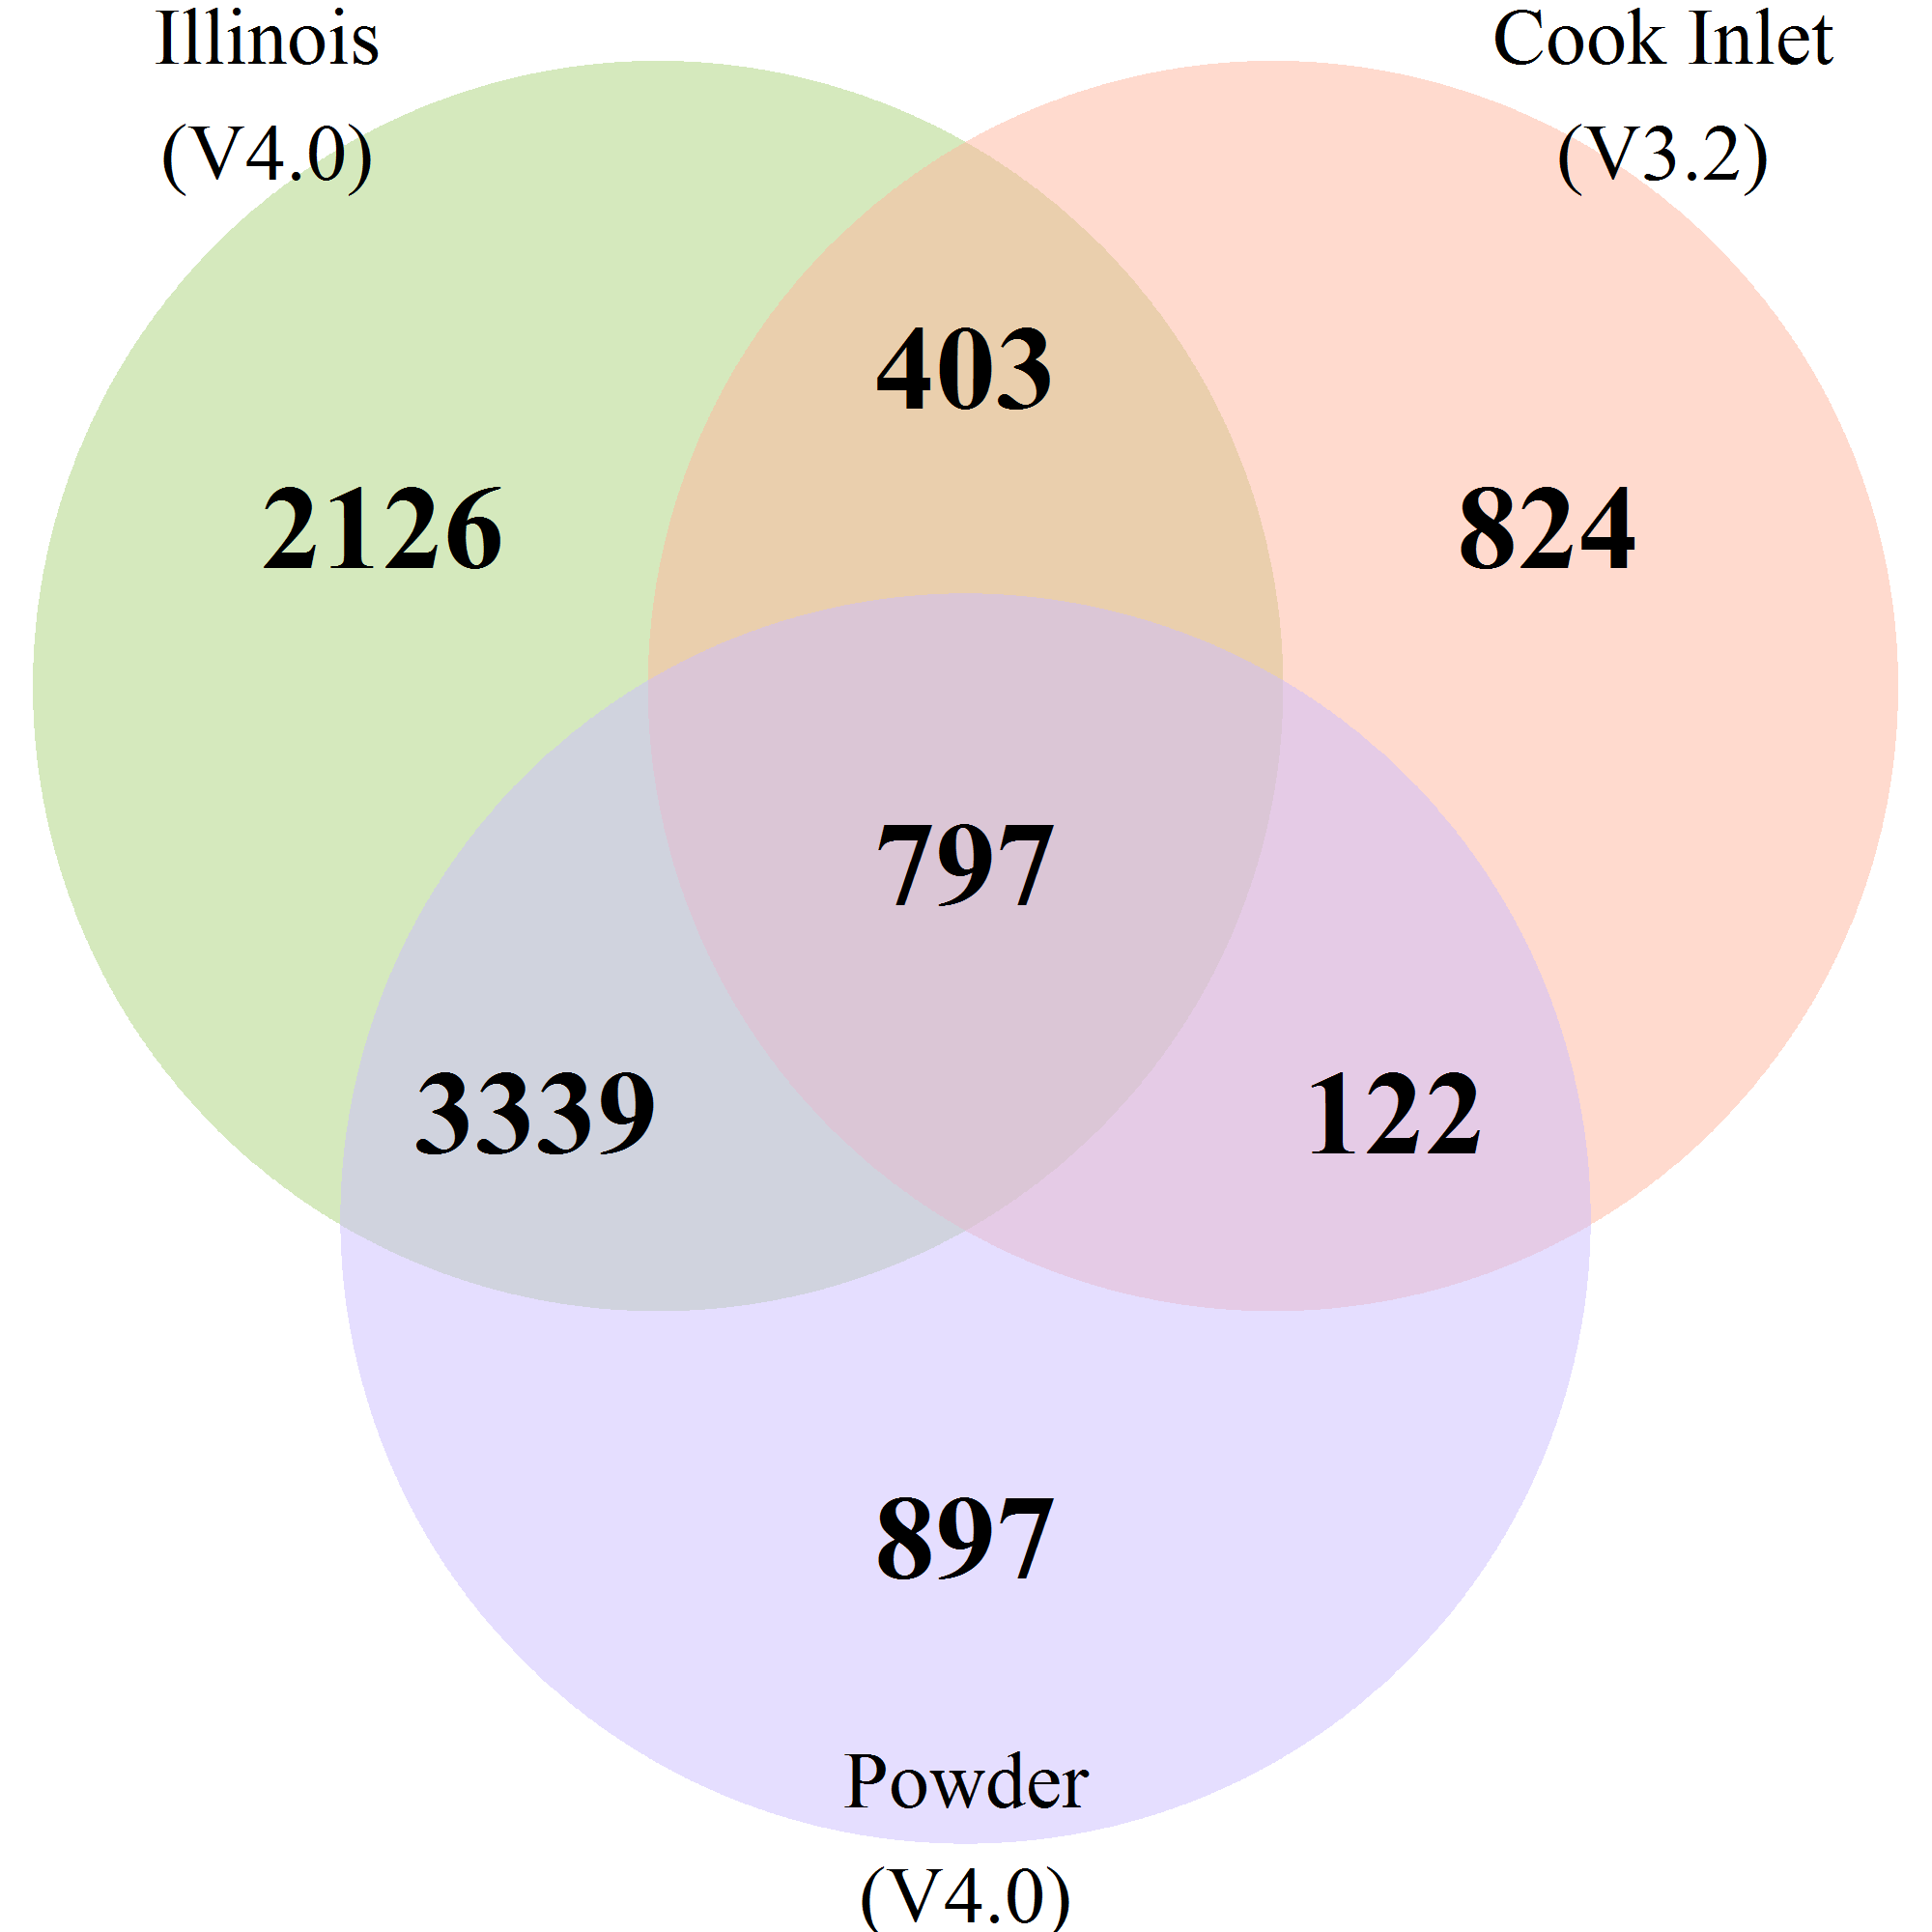 Illinois
(V4.0)
Cook Inlet
(V3.2)
403
2126
824
797
3339
122
897
Powder
(V4.0)